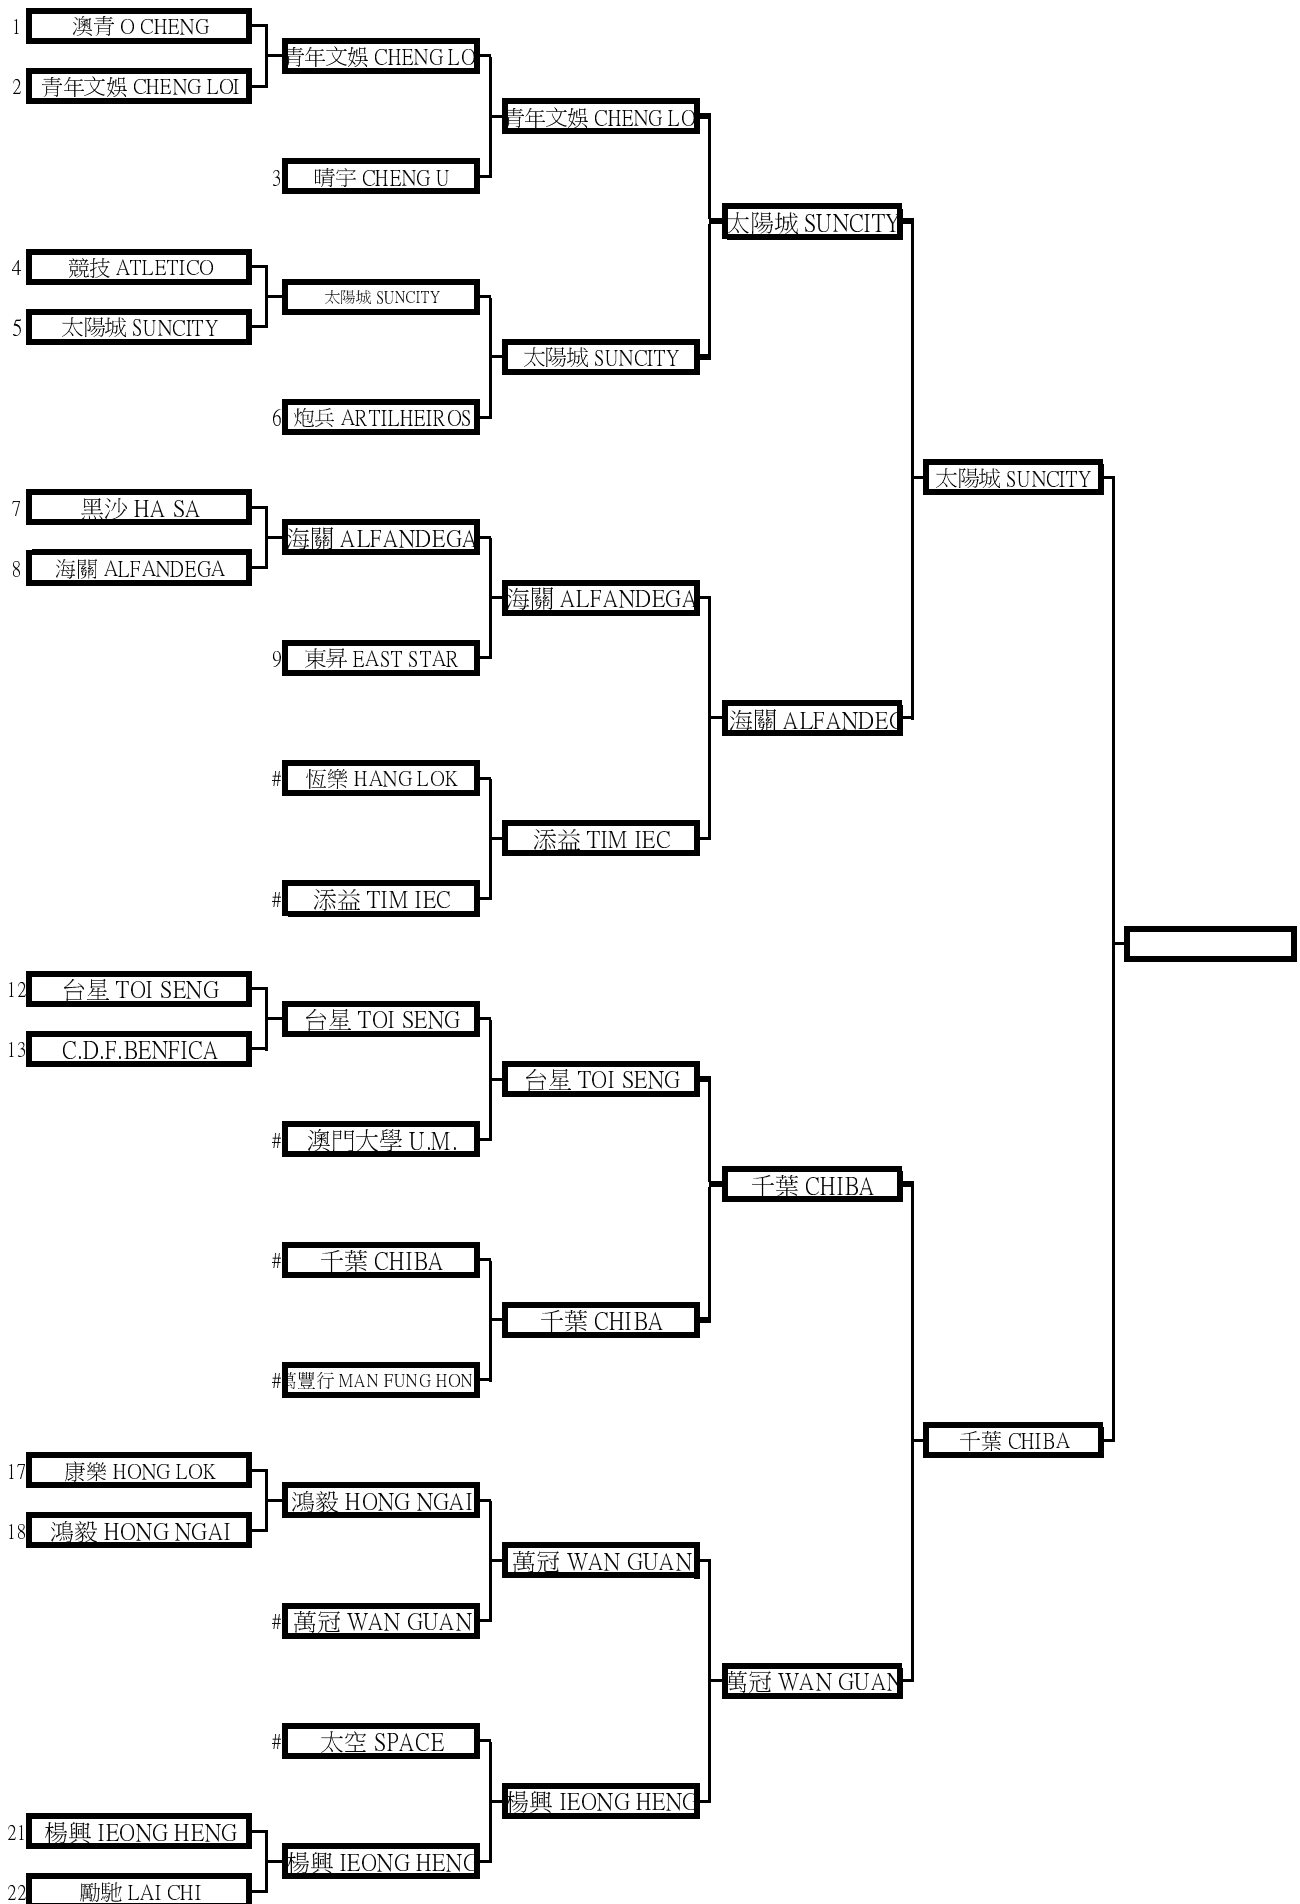 1 澳青 O CHENG
青年文娛 CHENG LO
2 青年文娛 CHENG LOI
青年文娛 CHENG LO
3 晴宇 CHENG U
太陽城 SUNCITY
4 競技 ATLETICO
太陽城 SUNCITY
5 太陽城 SUNCITY
太陽城 SUNCITY
6 炮兵 ARTILHEIROS
太陽城 SUNCITY
7 黑沙 HA SA
海關 ALFANDEGA
8 海關 ALFANDEGA
海關 ALFANDEGA
9 東昇 EAST STAR
海關 ALFANDEG
# 恆樂 HANG LOK
添益 TIM IEC
# 添益 TIM IEC
12 台星 TOI SENG
台星 TOI SENG
13 C.D.F.BENFICA
台星 TOI SENG
# 澳門大學 U.M.
千葉 CHIBA
# 千葉 CHIBA
千葉 CHIBA
# 萬豐行 MAN FUNG HON
千葉 CHIBA
17 康樂 HONG LOK
鴻毅 HONG NGAI
18 鴻毅 HONG NGAI
萬冠 WAN GUAN
# 萬冠 WAN GUAN
萬冠 WAN GUAN
# 太空 SPACE
楊興 IEONG HENG
21 楊興 IEONG HENG
楊興 IEONG HENG
22 勵馳 LAI CHI